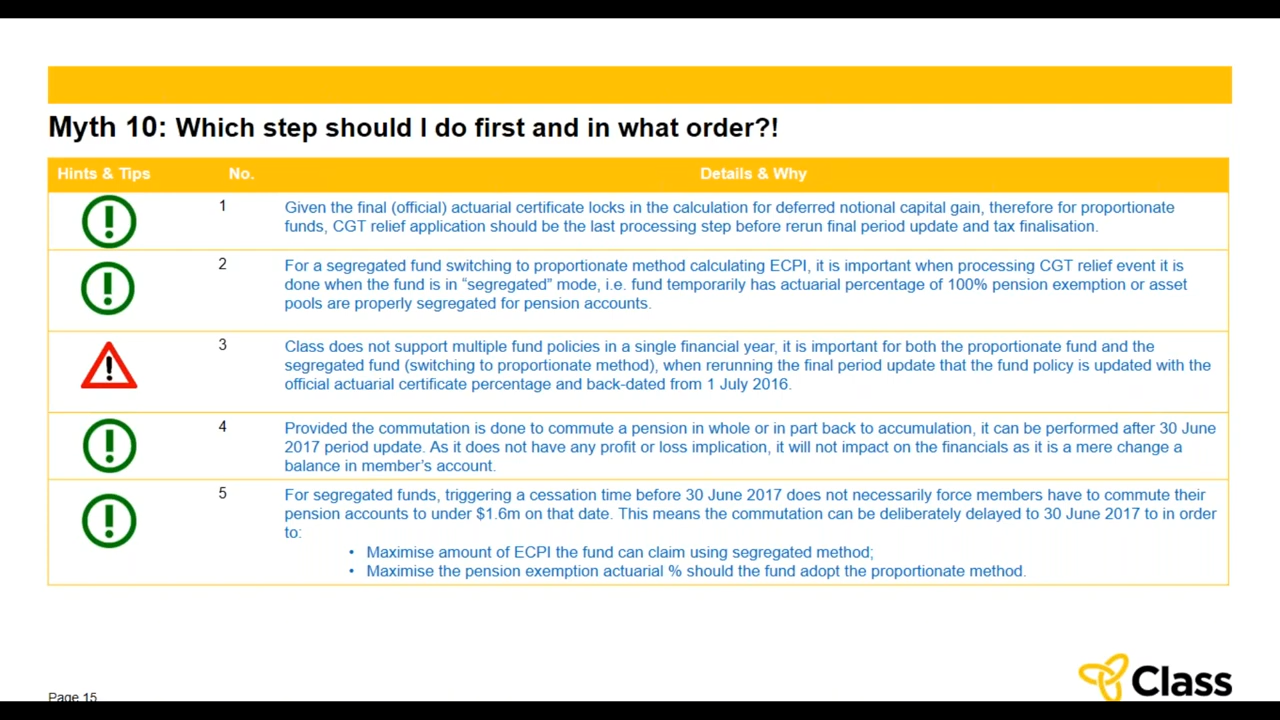 Myth 10: Which step should I do first and in what order?!
Hints & Tips No. Details & Why
1 Given the final (official) actuarial certificate locks in the calculation for deferred notional capital gain, therefore for proportionate
funds, CGT relief application should be the last processing step before rerun final period update and tax finalisation.
2 For a segregated fund switching to proportionate method calculating ECPI, it is important when processing CGT relief event it is
done when the fund is in “segregated” mode, i.e. fund temporarily has actuarial percentage of 100% pension exemption or asset
pools are properly segregated for pension accounts.
3 Class does not support multiple fund policies in a single financial year, it is important for both the proportionate fund and the
segregated fund (switching to proportionate method), when rerunning the final period update that the fund policy is updated with the
official actuarial certificate percentage and back-dated from 1 July 2016.
4 Provided the commutation is done to commute a pension in whole or in part back to accumulation, it can be performed after 30 June
2017 period update. As it does not have any profit or loss implication, it will not impact on the financials as it is a mere change a
balance in member’s account.
5 For segregated funds, triggering a cessation time before 30 June 2017 does not necessarily force members have to commute their
pension accounts to under $1.6m on that date. This means the commutation can be deliberately delayed to 30 June 2017 to in order
to:
• Maximise amount of ECPI the fund can claim using segregated method;
• Maximise the pension exemption actuarial % should the fund adopt the proportionate method.
Class
Page 15